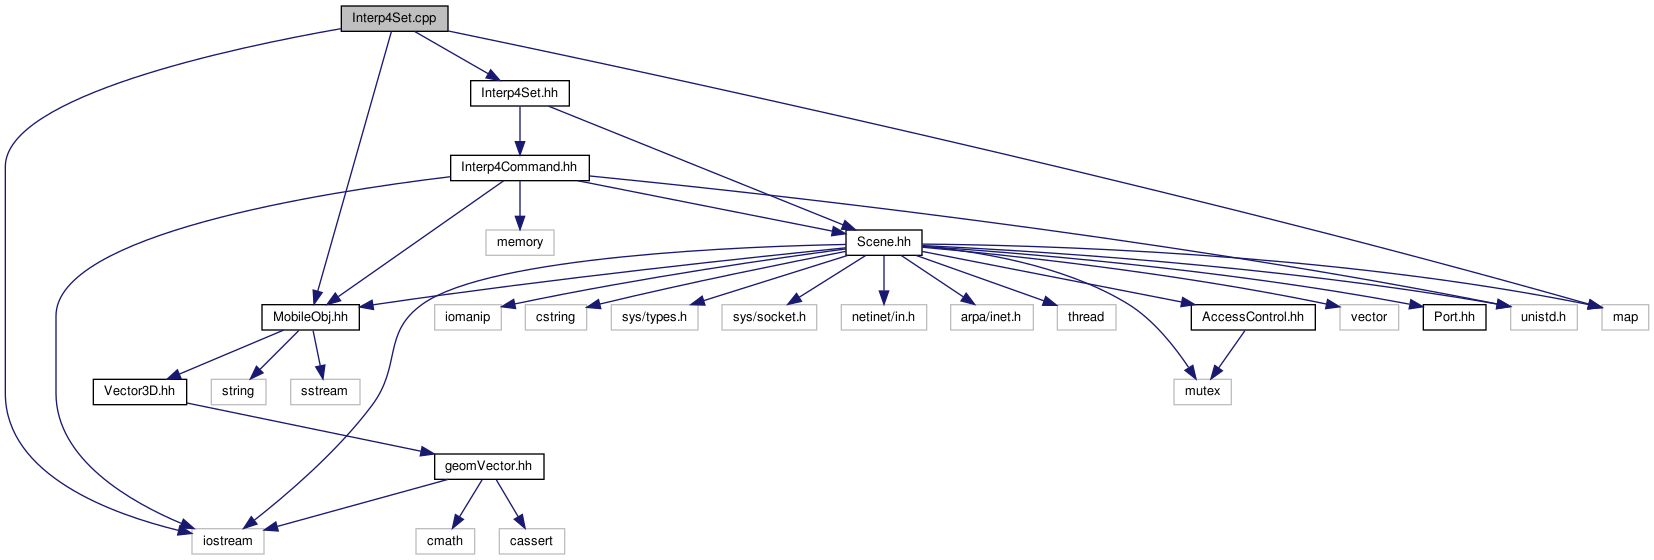 Interp4Set.cpp
Interp4Set.hh
Interp4Command.hh
memory
Scene.hh
MobileObj.hh
iomanip
cstring
sys/types.h
sys/socket.h
netinet/in.h
arpa/inet.h
thread
AccessControl.hh
vector
Port.hh
unistd.h
map
Vector3D.hh
string
sstream
mutex
geomVector.hh
iostream
cmath
cassert